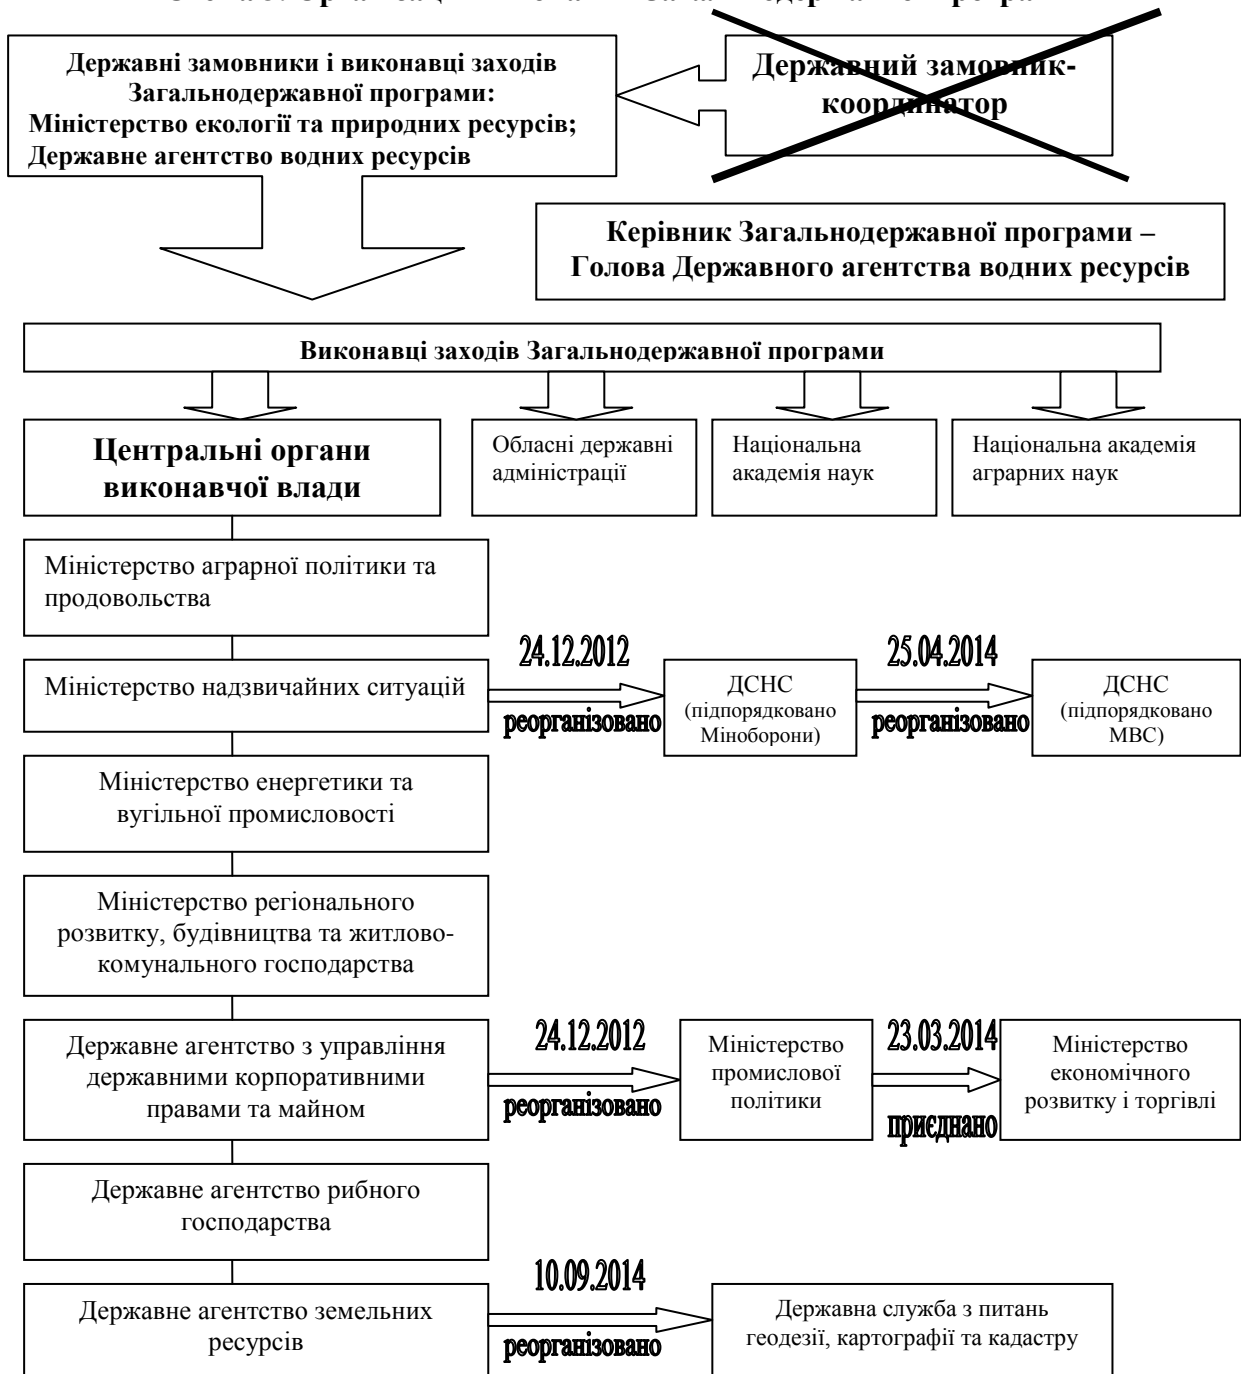 Державні замовники і виконавці заходів
Загальнодержавної програми:
Міністерство екології та природних ресурсів;
Державне агентство водних ресурсів
Державний замовник-
координатор
Керівник Загальнодержавної програми –
Голова Державного агентства водних ресурсів
Виконавці заходів Загальнодержавної програми
Центральні органи
виконавчої влади
Обласні державні
адміністрації
Національна
академія наук
Національна академія
аграрних наук
Міністерство аграрної політики та
продовольства
Міністерство надзвичайних ситуацій
24.12.2012
реорганізовано
ДСНС
(підпорядковано
Міноборони)
25.04.2014
реорганізовано
ДСНС
(підпорядковано
МВС)
Міністерство енергетики та
вугільної промисловості
Міністерство регіонального
розвитку, будівництва та житлово-
комунального господарства
Державне агентство з управління
державними корпоративними
правами та майном
24.12.2012
реорганізовано
Міністерство
промислової
політики
23.03.2014
приєднано
Міністерство
економічного
розвитку і торгівлі
Державне агентство рибного
господарства
Державне агентство земельних
ресурсів
10.09.2014
реорганізовано
Державна служба з питань
геодезії, картографії та кадастру